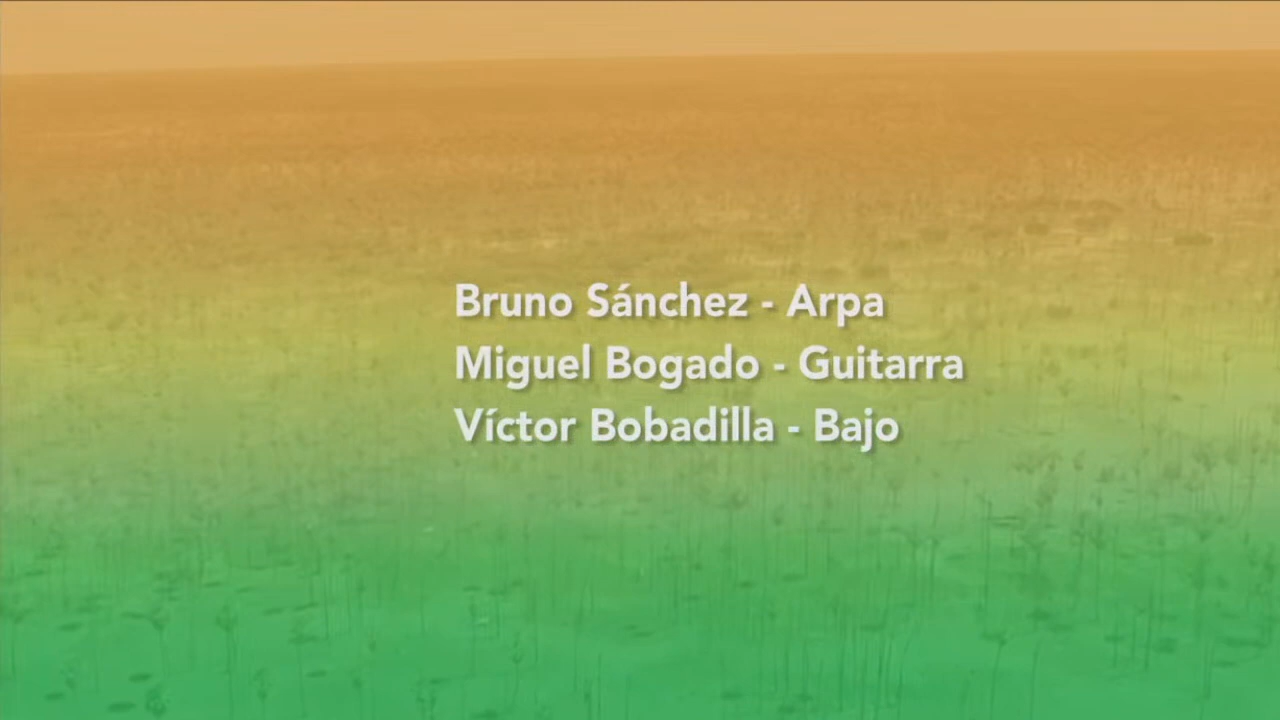 Bruno Sánchez - Arpa
Miguel Bogado - Guitarra
Víctor Bobadilla - Bajo